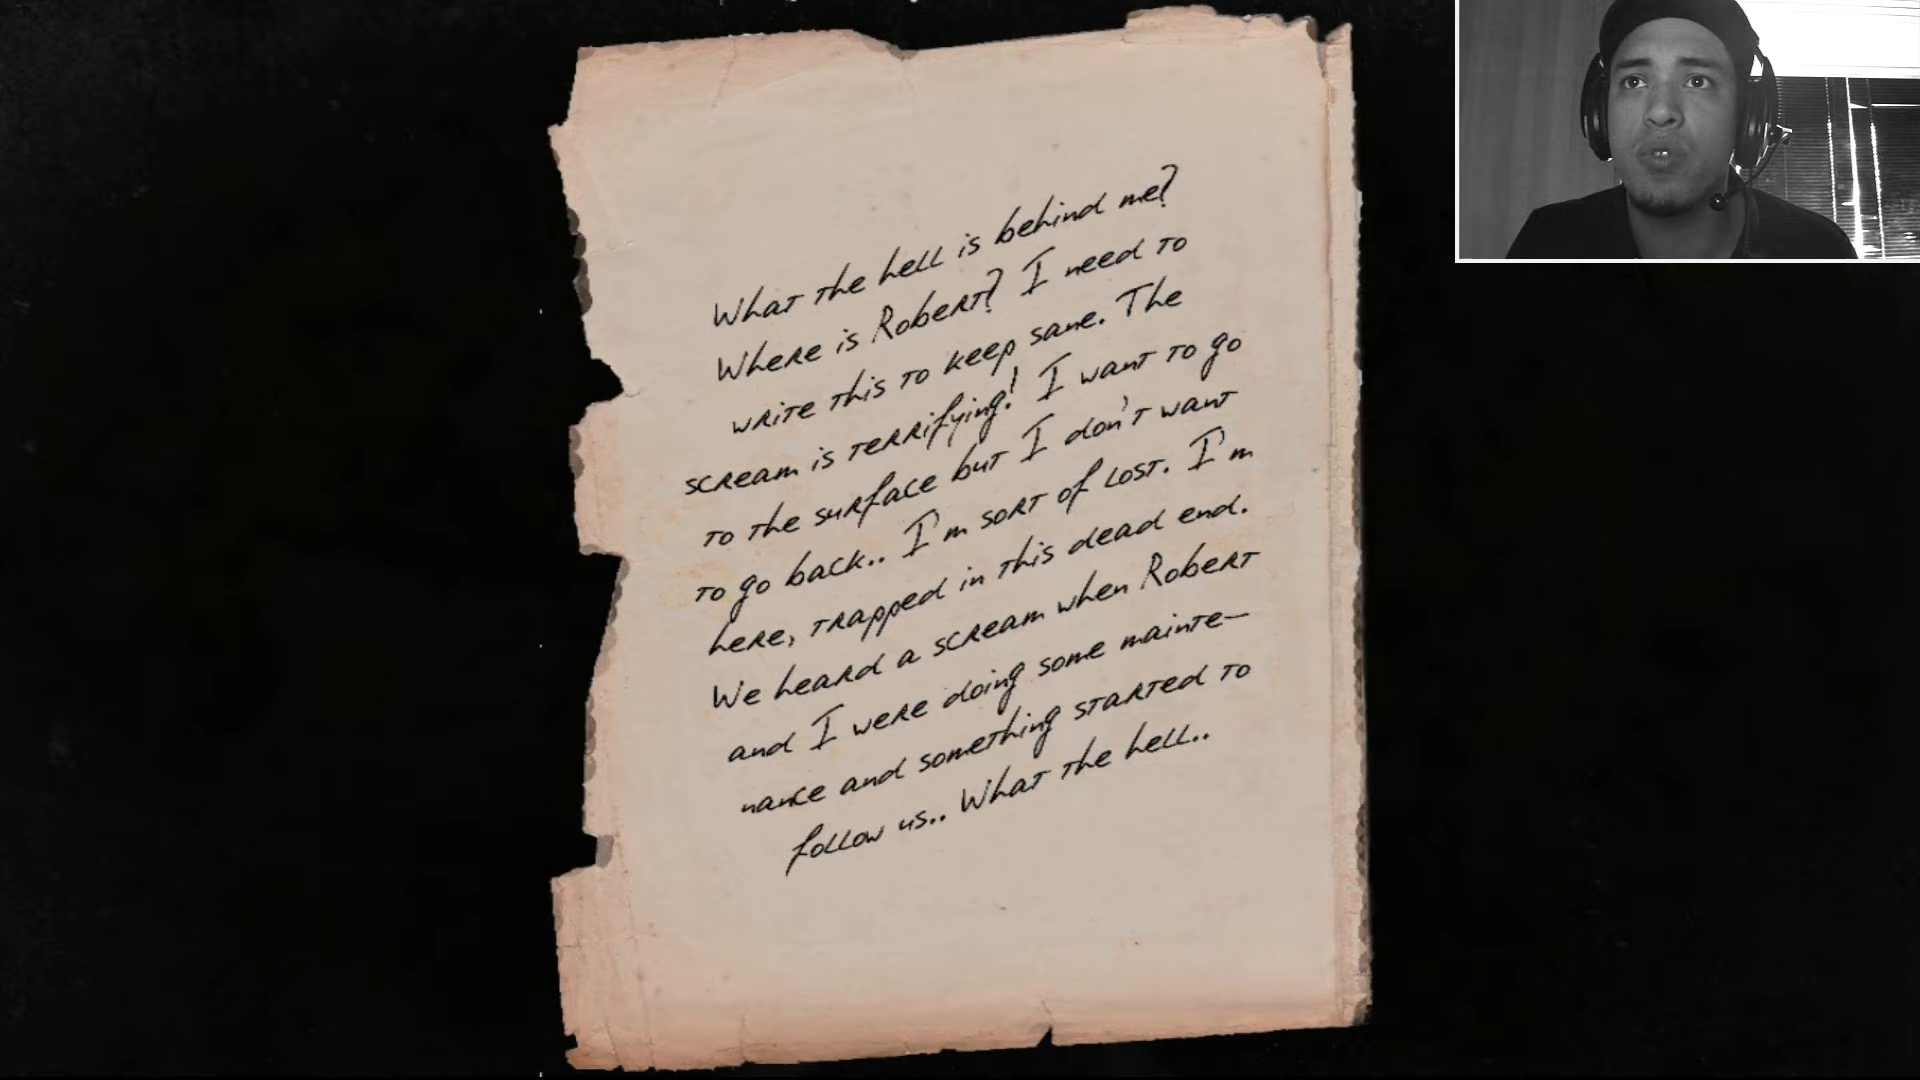 What the hell is behind me?
Where is Robert? I need to
write this to keep sane. The
scream is terrifying! I want to go
to the surface but I don't want
to go back.. I'm sort of lost. I'm
here, trapped in this dead end.
We heard a scream when Robert
and I were doing some mainte-
nance and something started to
follow us.. What the hell..